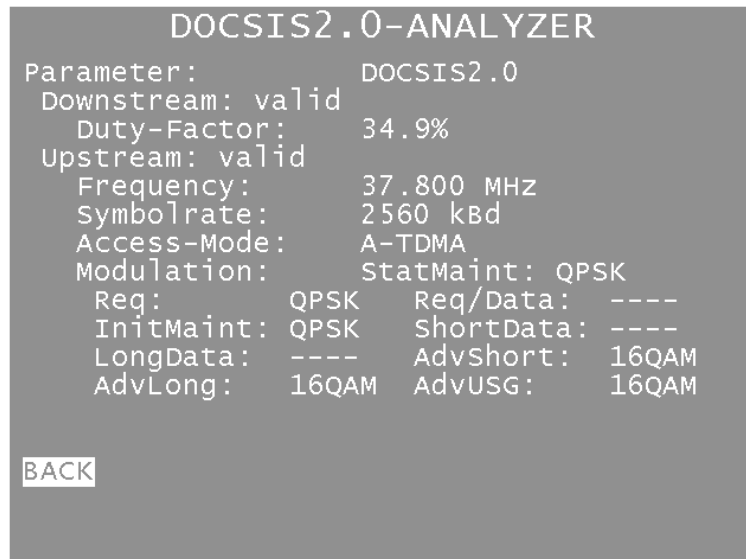 DOCSIS2.0-ANALYZER
Parameter: DOCSIS2.0
Downstream: valid
Duty-Factor: 34.9%
Upstream: valid
Frequency: 37.800 MHz
Symbolrate: 2560 kBd
Access-Mode: A-TDMA
Modulation: StatMaint: QPSK
Req: QPSK Req/Data: ----
InitMaint: QPSK ShortData: ----
LongData: ---- AdvShort: 16QAM
AdvLong: 16QAM AdvUSG: 16QAM
BACK